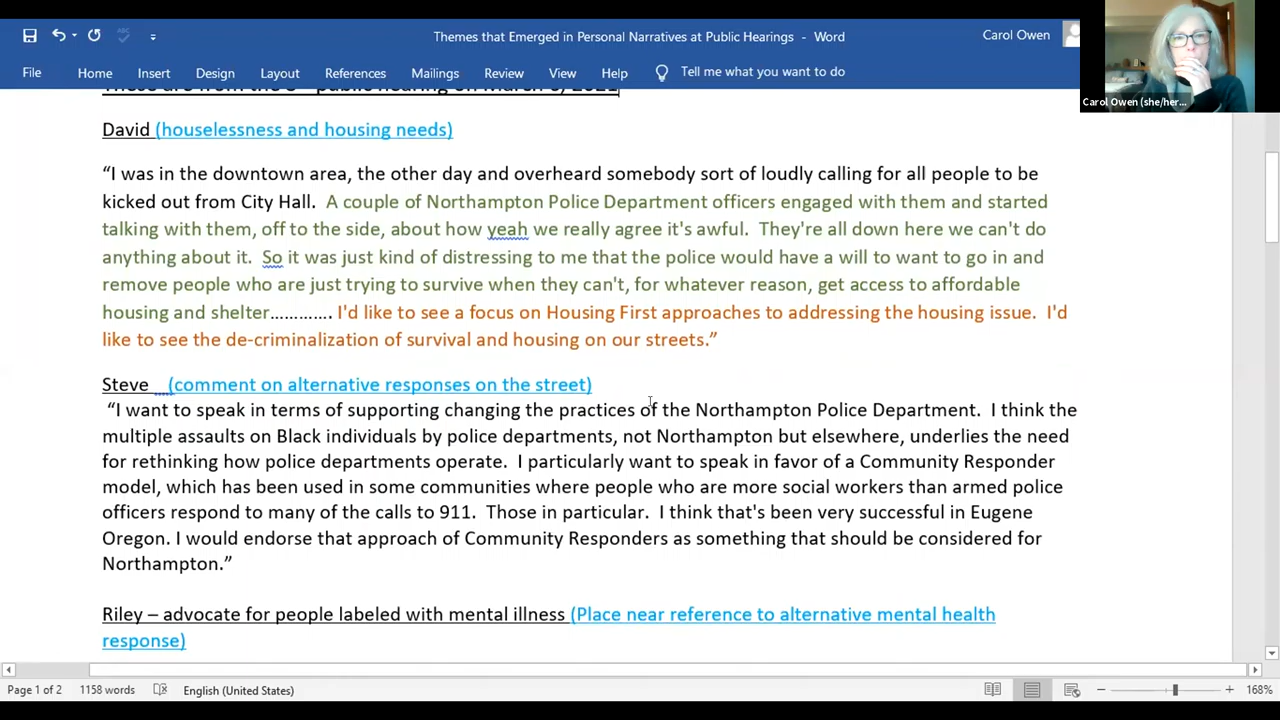 Themes that Emerged in Personal Narratives at Public Hearings - Word
Carol Owen
File Home Insert Design Layout References Mailings Review View Help Tell me what you want to do
Carol Owen (she/her...
public hearing on March
David (houselessness and housing needs)
“I was in the downtown area, the other day and overheard somebody sort of loudly calling for all people to be
kicked out from City Hall. A couple of Northampton Police Department officers engaged with them and started
talking with them, off to the side, about how yeah we really agree it's awful. They're all down here we can't do
anything about it. So it was just kind of distressing to me that the police would have a will to want to go in and
remove people who are just trying to survive when they can't, for whatever reason, get access to affordable
housing and shelter…………. I'd like to see a focus on Housing First approaches to addressing the housing issue. I'd
like to see the de-criminalization of survival and housing on our streets.”
Steve (comment on alternative responses on the street)
“I want to speak in terms of supporting changing the practices of the Northampton Police Department. I think the
multiple assaults on Black individuals by police departments, not Northampton but elsewhere, underlies the need
for rethinking how police departments operate. I particularly want to speak in favor of a Community Responder
model, which has been used in some communities where people who are more social workers than armed police
officers respond to many of the calls to 911. Those in particular. I think that's been very successful in Eugene
Oregon. I would endorse that approach of Community Responders as something that should be considered for
Northampton.”
Riley – advocate for people labeled with mental illness (Place near reference to alternative mental health
response)
Page 1 of 2 1158 words English (United States) 168%